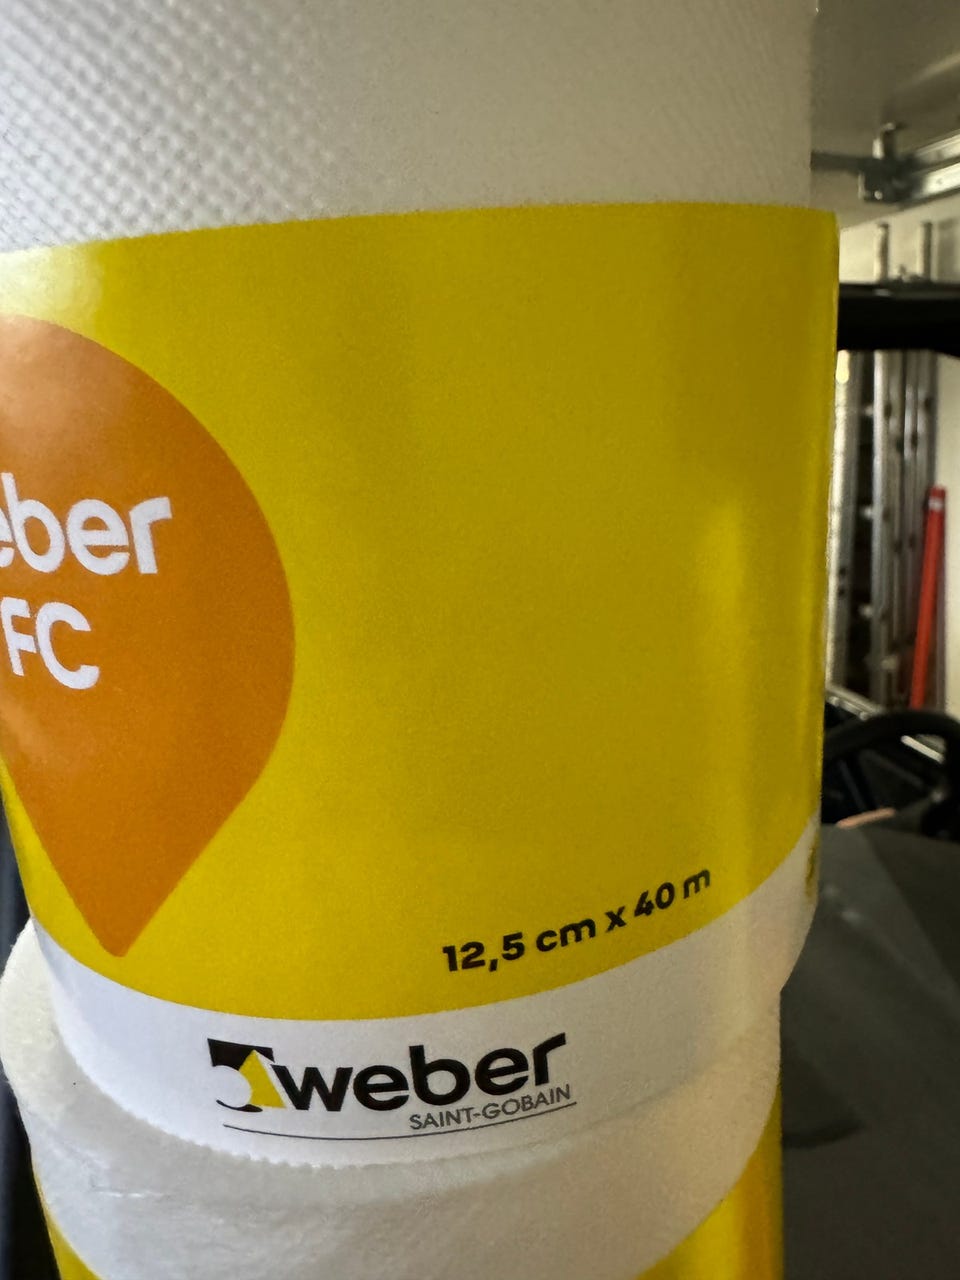 eber
FC
12,5 cm x 40 m
weber
SAINT-GOBAIN